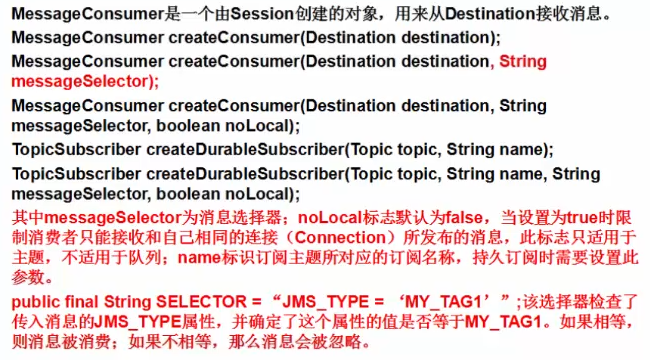 MessageConsumer是一个由Session创建的对象，用来从Destination接收消息。
MessageConsumer createConsumer(Destination destination);
MessageConsumer createConsumer(Destination destination, String
messageSelector);
MessageConsumer createConsumer(Destination destination, String
messageSelector, boolean noLocal);
TopicSubscriber createDurableSubscriber(Topic topic, String name);
TopicSubscriber createDurableSubscriber(Topic topic, String name, String
messageSelector, boolean noLocal);
其中messageSelector为消息选择器；noLocal标志默认为false，当设置为true时限
制消费者只能接收和自己相同的连接（Connection）所发布的消息，此标志只适用于
主题，不适用于队列；name标识订阅主题所对应的订阅名称，持久订阅时需要设置此
参数。
public final String SELECTOR = “JMS_TYPE = ‘MY_TAG1’”;该选择器检查了
传入消息的JMS_TYPE属性，并确定了这个属性的值是否等于MY_TAG1。如果相等，
则消息被消费；如果不相等，那么消息会被忽略。